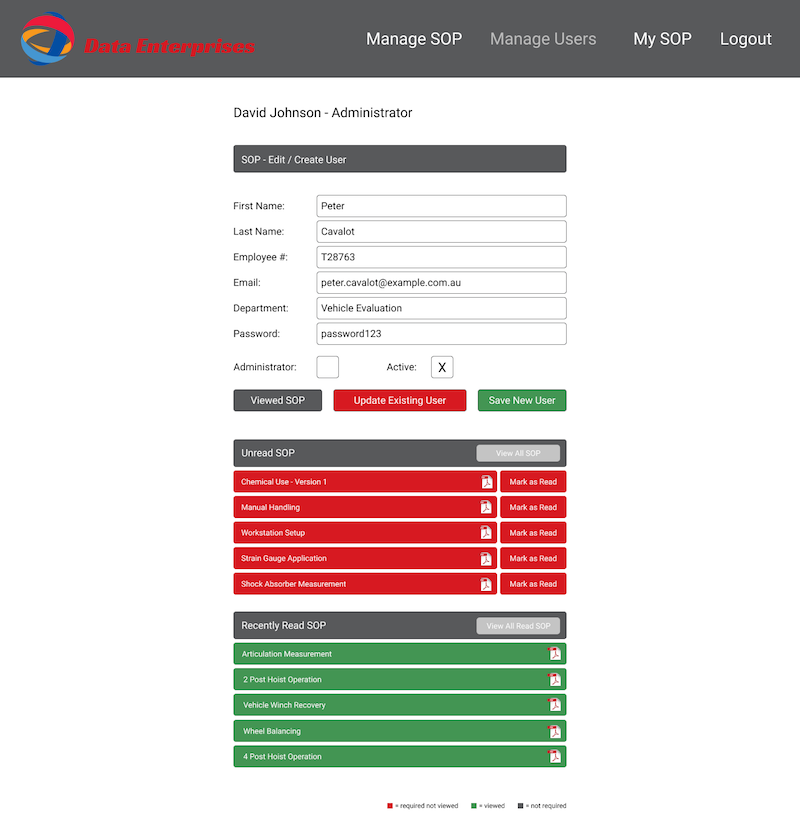 Data Enterprises
Manage SOP Manage Users My SOP Logout
David Johnson - Administrator
SOP - Edit / Create User
First Name: Peter
Last Name: Cavalot
Employee #: T28763
Email: peter.cavalot@example.com.au
Department: Vehicle Evaluation
Password: password123
Administrator: Active: X
Viewed SOP Update Existing User Save New User
Unread SOP View All SOP
Chemical Use - Version 1 Mark as Read
Manual Handling Mark as Read
Workstation Setup Mark as Read
Strain Gauge Application Mark as Read
Shock Absorber Measurement Mark as Read
Recently Read SOP View All Read SOP
Articulation Measurement
2 Post Hoist Operation
Vehicle Winch Recovery
Wheel Balancing
4 Post Hoist Operation
= required not viewed = viewed = not required